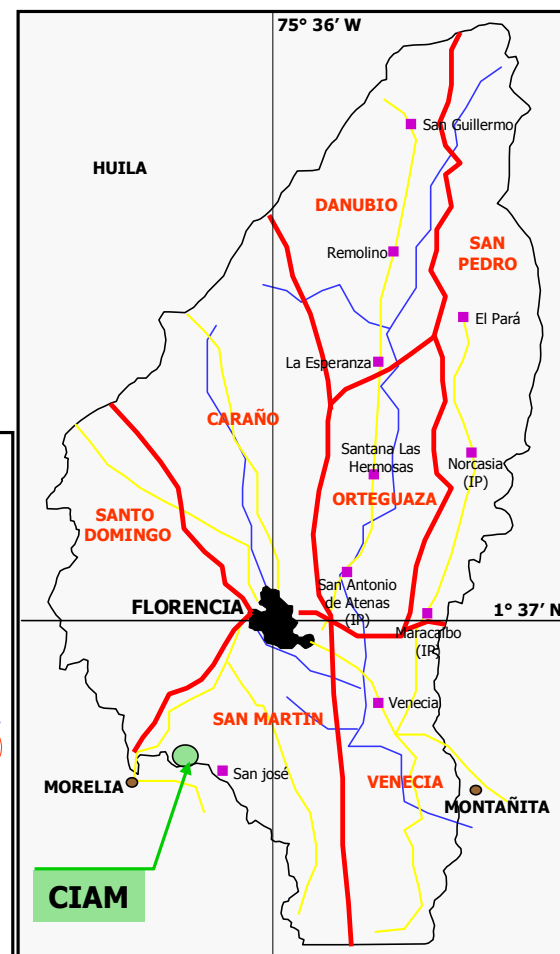 75° 36’ W
San Guillermo
HUILA
DANUBIO
SAN
PEDRO
Remolino
El Pará
La Esperanza
CARAÑO
Santana Las
Hermosas
Norcasia
(IP)
ORTEGUAZA
SANTO
DOMINGO
San Antonio
de Atenas
(IP)
FLORENCIA
1° 37’ N
Maracaibo
(IP)
Venecia
SAN MARTIN
San josé
VENECIA
MORELIA
MONTAÑITA
CIAM